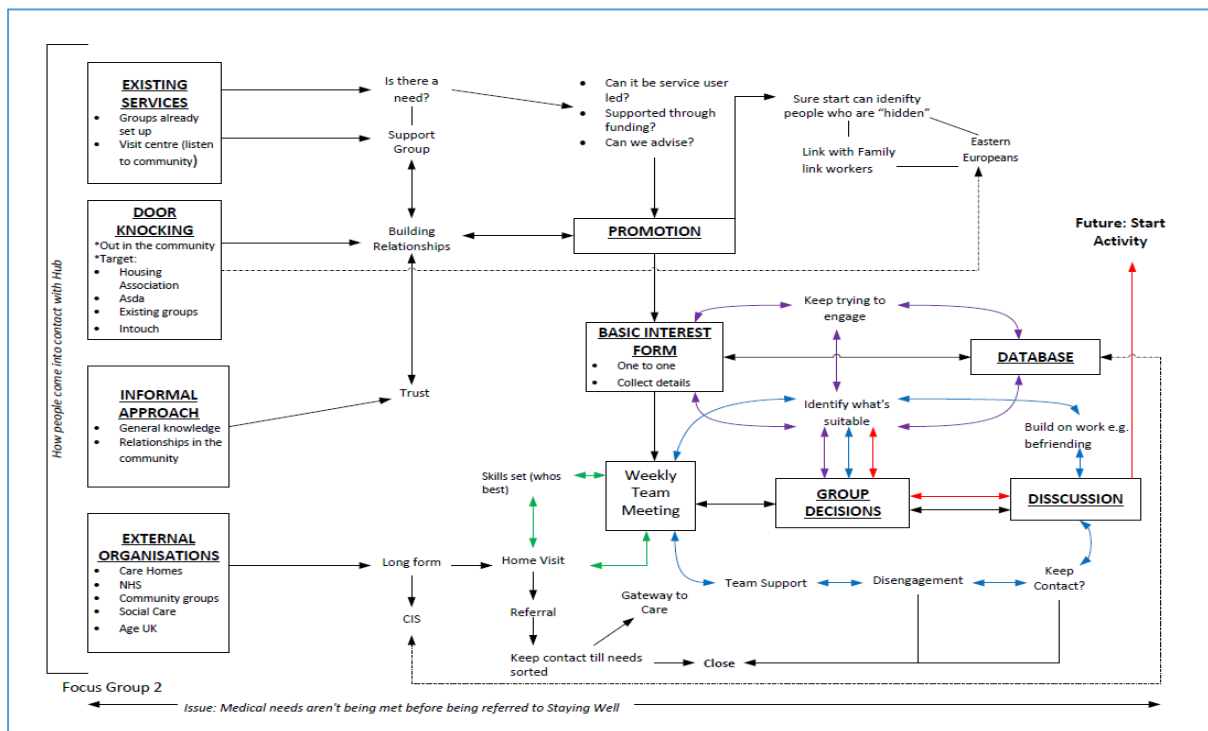 How people come into contact with Hub
EXISTING
SERVICES
• Groups already
set up
• Visit centre (listen
to community)
DOOR
KNOCKING
*Out in the community
*Target:
• Housing
Association
• Asda
• Existing groups
• Intouch
INFORMAL
APPROACH
• General knowledge
• Relationships in the
community
EXTERNAL
ORGANISATIONS
• Care Homes
• NHS
• Community groups
• Social Care
• Age UK
Is there a
need?
Support
Group
Building
Relationships
Trust
• Can it be service user
led?
• Supported through
funding?
• Can we advise?
PROMOTION
Sure start can idenifty
people who are "hidden"
Link with Family
link workers
Eastern
Europeans
Future: Start
Activity
Keep trying to
engage
BASIC INTEREST
FORM
• One to one
• Collect details
DATABASE
Identify what's
suitable
Build on work e.g.
befriending
Skills set (whos
best)
Weekly
Team
Meeting
GROUP
DECISIONS
DISSCUSSION
Long form
Home Visit
CIS
Referral
Gateway to
Care
Team Support
Disengagement
Keep
Contact?
Keep contact till needs
sorted
Close
Focus Group 2
Issue: Medical needs aren't being met before being referred to Staying Well